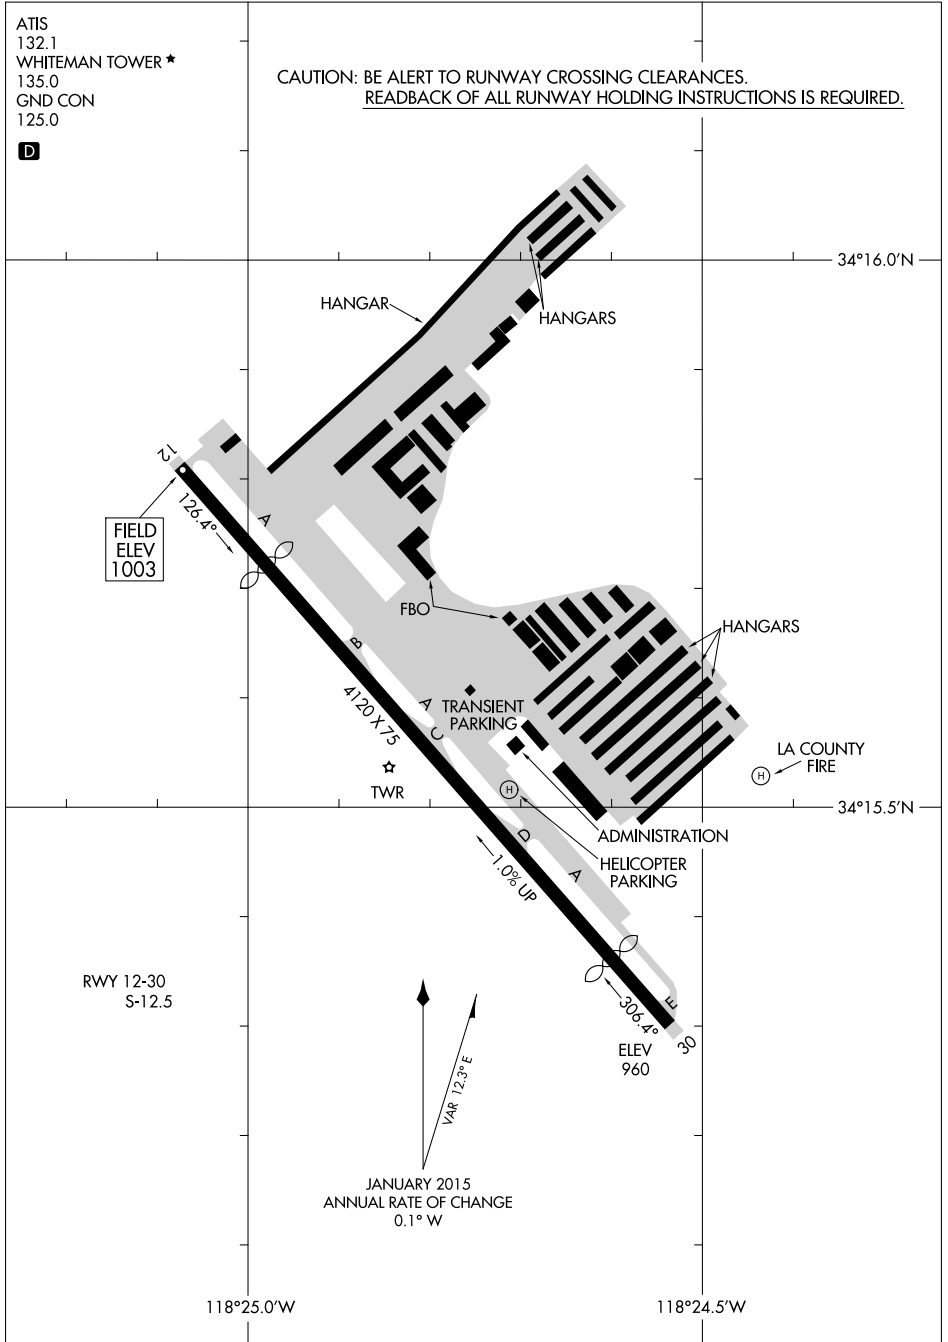 ATIS
132.1
WHITEMAN TOWER ★
135.0
GND CON
125.0
D
CAUTION: BE ALERT TO RUNWAY CROSSING CLEARANCES.
READBACK OF ALL RUNWAY HOLDING INSTRUCTIONS IS REQUIRED.
34°16.0'N
HANGAR
HANGARS
12
126.4°
A
FIELD
ELEV
1003
FBO
HANGARS
B
4120 X 75
A
C
TRANSIENT
PARKING
TWR
H
H
LA COUNTY
FIRE
34°15.5'N
ADMINISTRATION
D
HELICOPTER
PARKING
A
1.0% UP
RWY 12-30
S-12.5
306.4°
E
30
ELEV
960
VAR 12.3° E
JANUARY 2015
ANNUAL RATE OF CHANGE
0.1° W
118°25.0'W
118°24.5'W